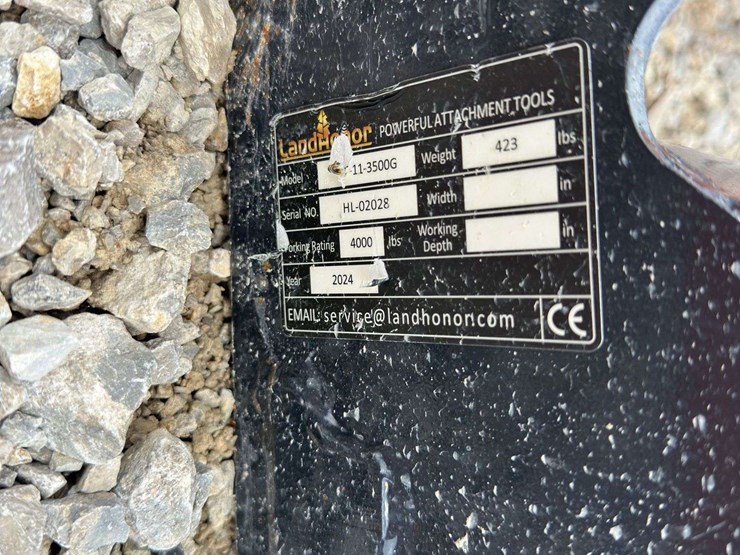 LandHonor POWERFUL ATTACHMENT TOOLS
Model -11-3500G Weight 423 lbs
Serial NO. HL-02028 Width in
orking Rating 4000 lbs Working Depth in
Year 2024
EMAIL: service@landhonor.com CE